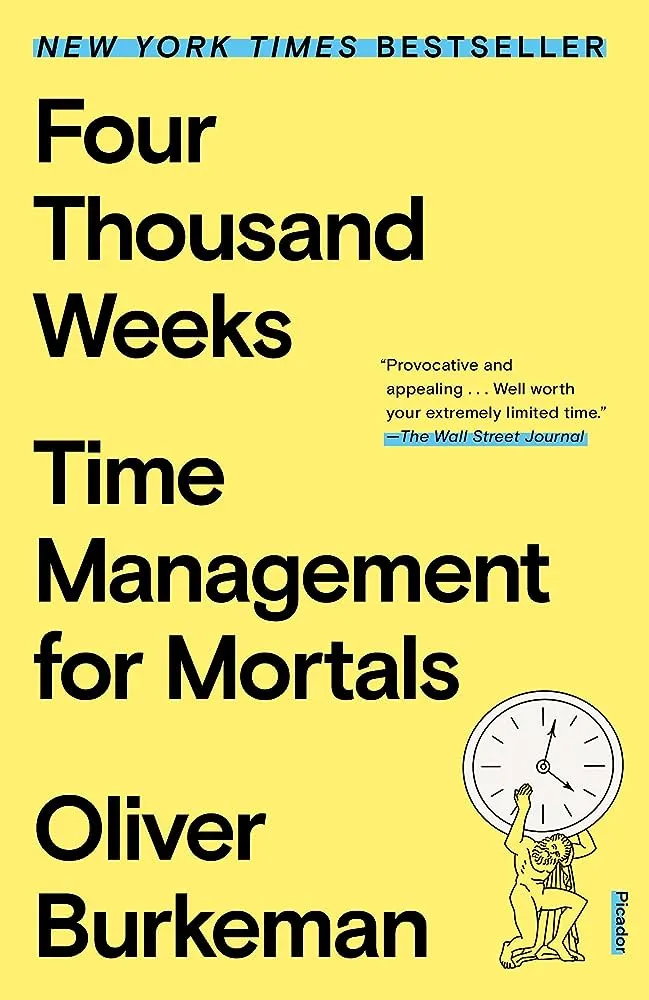 NEW YORK TIMES BESTSELLER
Four
Thousand
Weeks
“Provocative and
appealing . . . Well worth
your extremely limited time.”
—The Wall Street Journal
Time
Management
for Mortals
Oliver
Burkeman
Picador